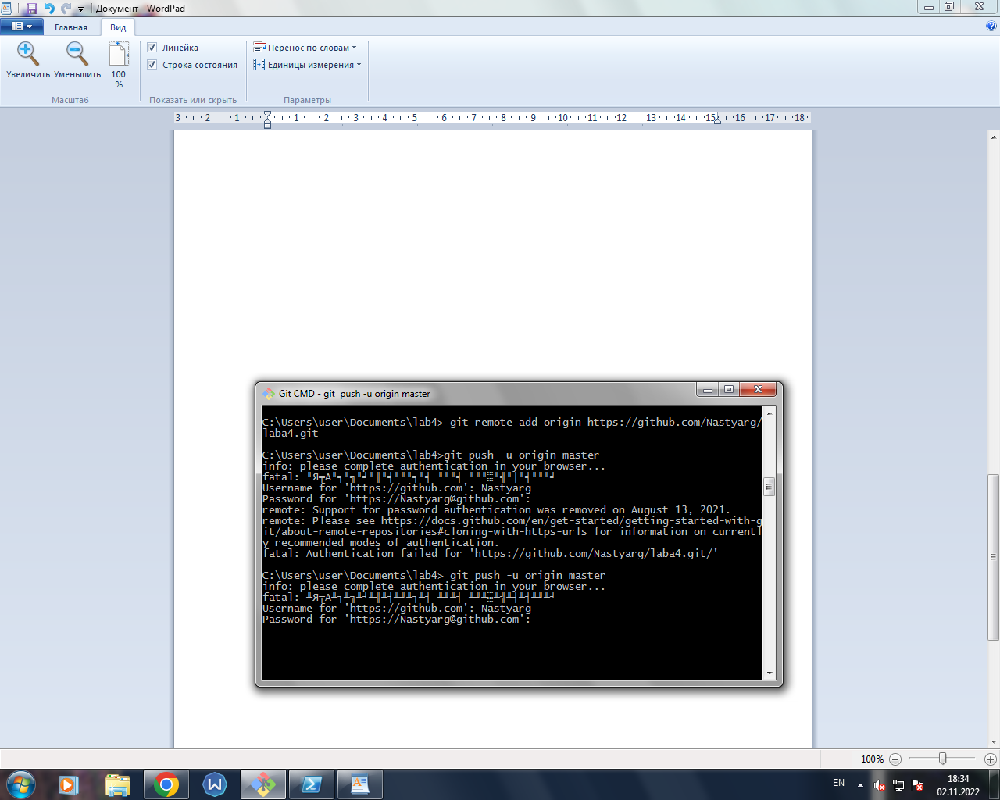 Документ - WordPad
Главная
Вид
Увеличить
Уменьшить
100
%
Масштаб
Линейка
Строка состояния
Показать или скрыть
Перенос по словам
Единицы измерения
Параметры
3 2 1 1 2 3 4 5 6 7 8 9 10 11 12 13 14 15 16 17 18
Git CMD - git  push -u origin master
C:\Users\user\Documents\lab4> git remote add origin https://github.com/Nastyarg/
laba4.git
C:\Users\user\Documents\lab4>git push -u origin master
info: please complete authentication in your browser...
fatal:
Username for 'https://github.com': Nastyarg
Password for 'https://Nastyarg@github.com':
remote: Support for password authentication was removed on August 13, 2021.
remote: Please see https://docs.github.com/en/get-started/getting-started-with-g
it/about-remote-repositories#cloning-with-https-urls for information on currentl
y recommended modes of authentication.
fatal: Authentication failed for 'https://github.com/Nastyarg/laba4.git/'
C:\Users\user\Documents\lab4> git push -u origin master
info: please complete authentication in your browser...
fatal:
Username for 'https://github.com': Nastyarg
Password for 'https://Nastyarg@github.com':
100%
EN
18:34
02.11.2022